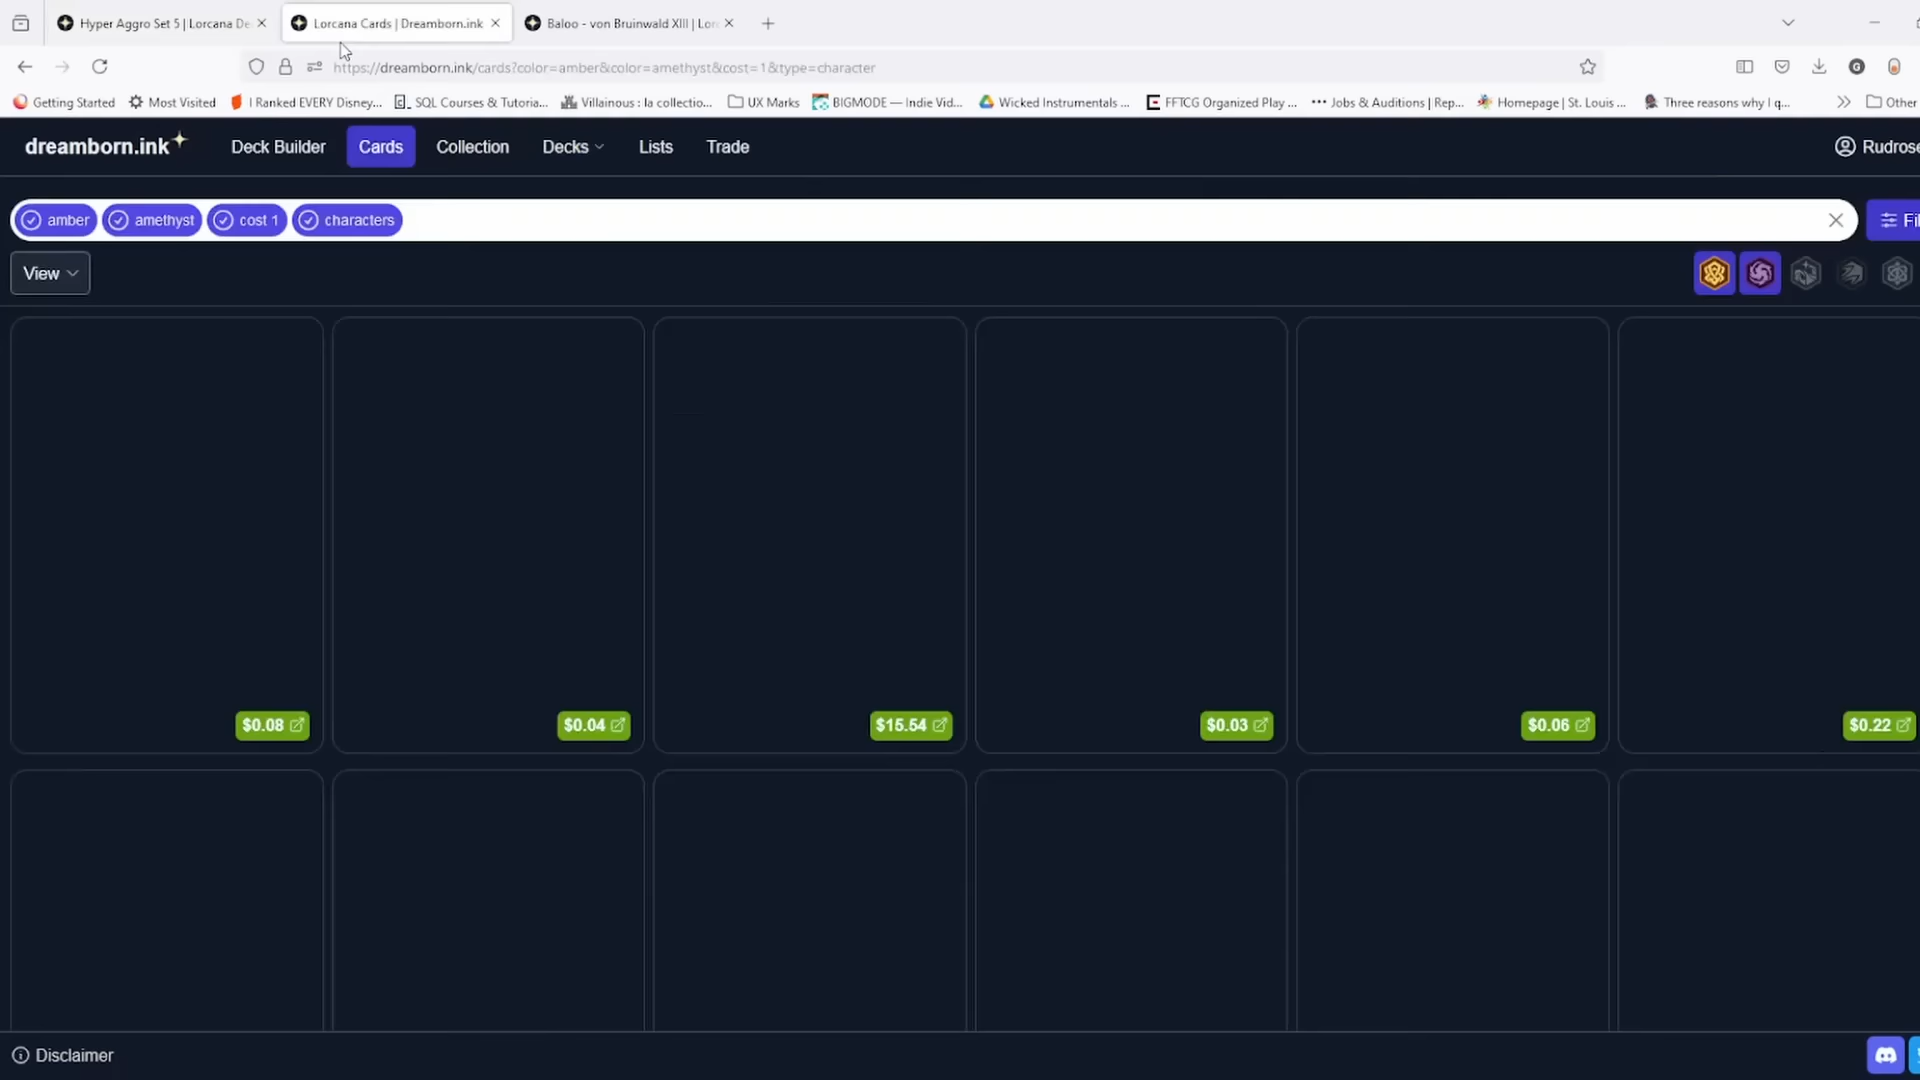 Hyper Aggro Set 5 | Lorcana De
Lorcana Cards | Dreamborn.ink
Baloo - von Bruinwald XIII | Lor
https://dreamborn.ink/cards?color=amber&color=amethyst&cost=1&type=character
Getting Started
Most Visited
I Ranked EVERY Disney...
SQL Courses & Tutoria...
Villainous : la collectio...
UX Marks
BIGMODE — Indie Vid...
Wicked Instrumentals ...
FFTCG Organized Play ...
Jobs & Auditions | Rep...
Homepage | St. Louis ...
Three reasons why I q...
Other
dreamborn.ink
Deck Builder
Cards
Collection
Decks
Lists
Trade
Rudrose
amber
amethyst
cost 1
characters
Fil
View
$0.08
$0.04
$15.54
$0.03
$0.06
$0.22
Disclaimer